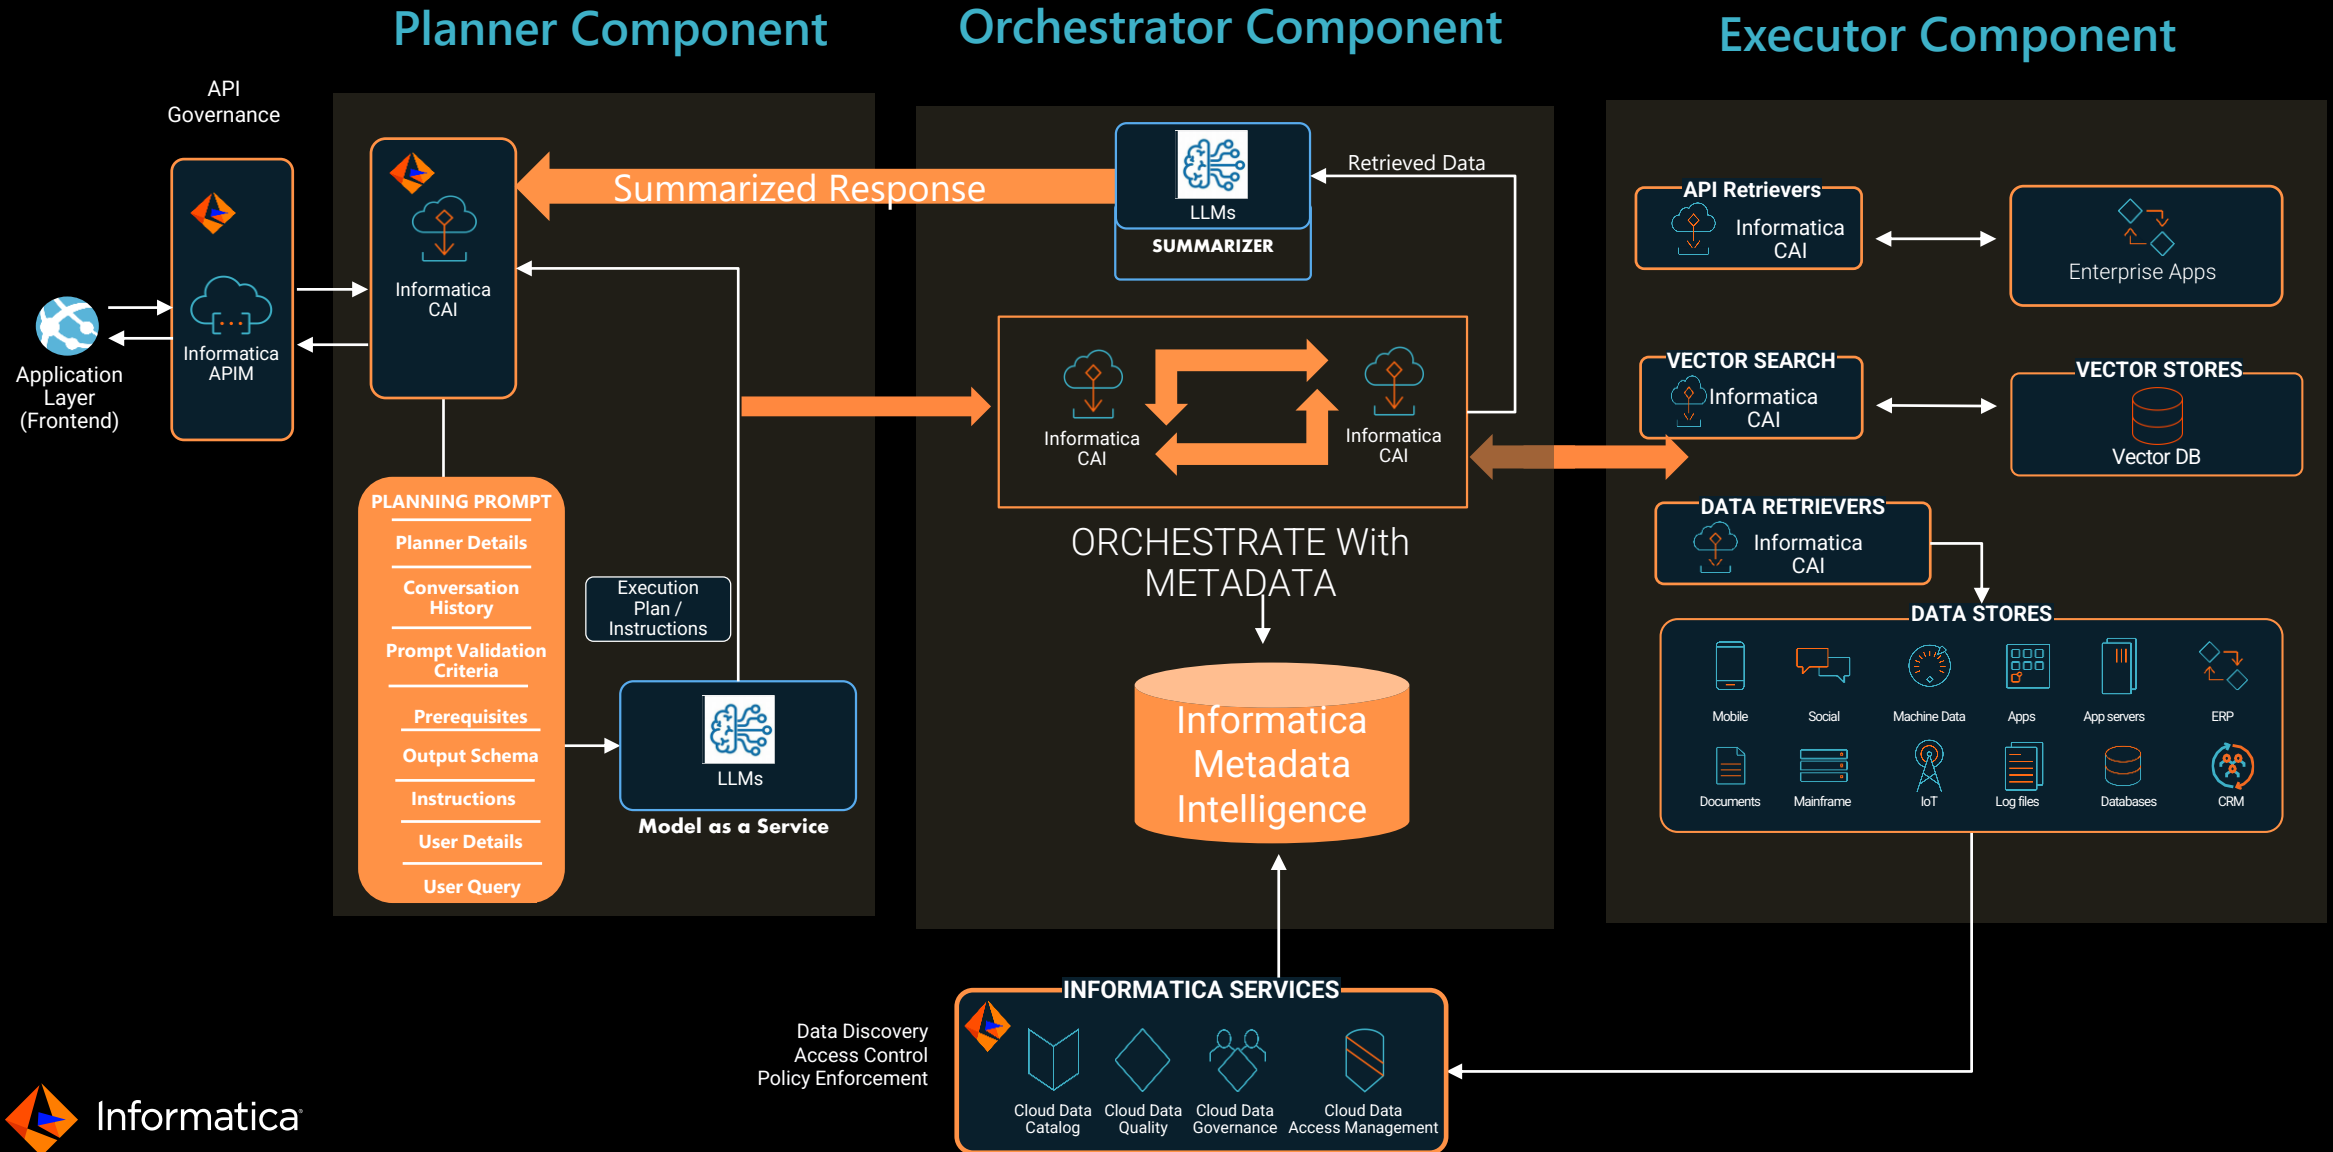 Planner Component
Orchestrator Component
Executor Component
API
Governance
Informatica
APIM
Application
Layer
(Frontend)
Informatica
CAI
Summarized Response
LLMs
SUMMARIZER
Retrieved Data
PLANNING PROMPT
Planner Details
Conversation
History
Prompt Validation
Criteria
Prerequisites
Output Schema
Instructions
User Details
User Query
Execution
Plan /
Instructions
LLMs
Model as a Service
Informatica
CAI
Informatica
CAI
ORCHESTRATE With
METADATA
Informatica
Metadata
Intelligence
API Retrievers
Informatica
CAI
Enterprise Apps
VECTOR SEARCH
Informatica
CAI
VECTOR STORES
Vector DB
DATA RETRIEVERS
Informatica
CAI
DATA STORES
Mobile
Social
Machine Data
Apps
App servers
ERP
Documents
Mainframe
IoT
Log files
Databases
CRM
INFORMATICA SERVICES
Data Discovery
Access Control
Policy Enforcement
Cloud Data
Catalog
Cloud Data
Quality
Cloud Data
Governance
Cloud Data
Access Management
Informatica